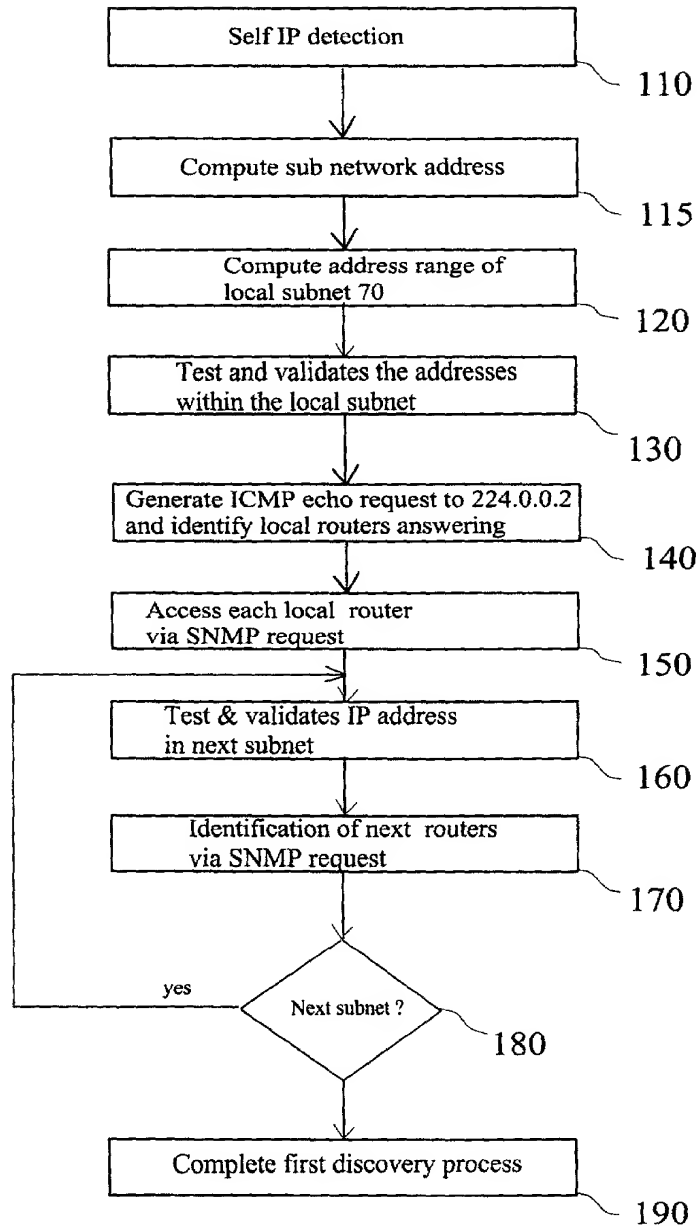 Self IP detection
110
Compute sub network address
115
Compute address range of
local subnet 70
120
Test and validates the addresses
within the local subnet
130
Generate ICMP echo request to 224.0.0.2
and identify local routers answering
140
Access each local router
via SNMP request
150
Test & validates IP address
in next subnet
160
Identification of next routers
via SNMP request
170
yes
Next subnet ?
180
Complete first discovery process
190